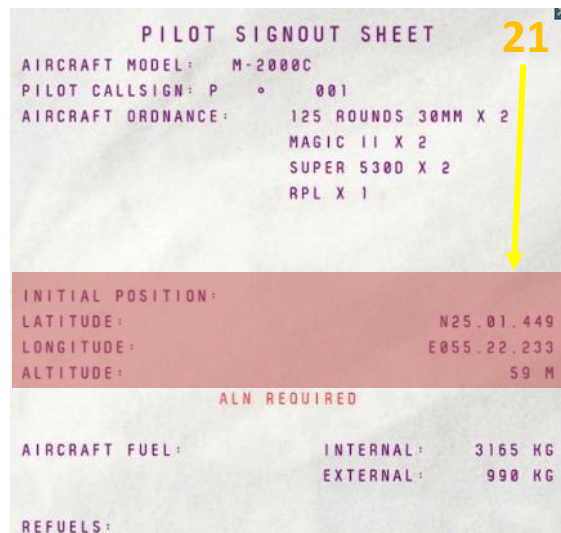 PILOT SIGNOUT SHEET
21
AIRCRAFT MODEL: M-2000C
PILOT CALLSIGN: P ° 001
AIRCRAFT ORDNANCE: 125 ROUNDS 30MM X 2
MAGIC II X 2
SUPER 530D X 2
RPL X 1
INITIAL POSITION:
LATITUDE: N25.01.449
LONGITUDE: E055.22.233
ALTITUDE: 59 M
ALN REQUIRED
AIRCRAFT FUEL: INTERNAL: 3165 KG
EXTERNAL: 990 KG
REFUELS: